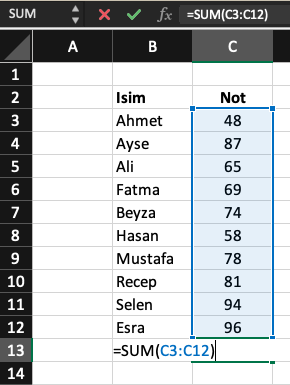 SUM fx =SUM(C3:C12)
A B C
1
2 Isim Not
3 Ahmet 48
4 Ayse 87
5 Ali 65
6 Fatma 69
7 Beyza 74
8 Hasan 58
9 Mustafa 78
10 Recep 81
11 Selen 94
12 Esra 96
13 =SUM(C3:C12)
14